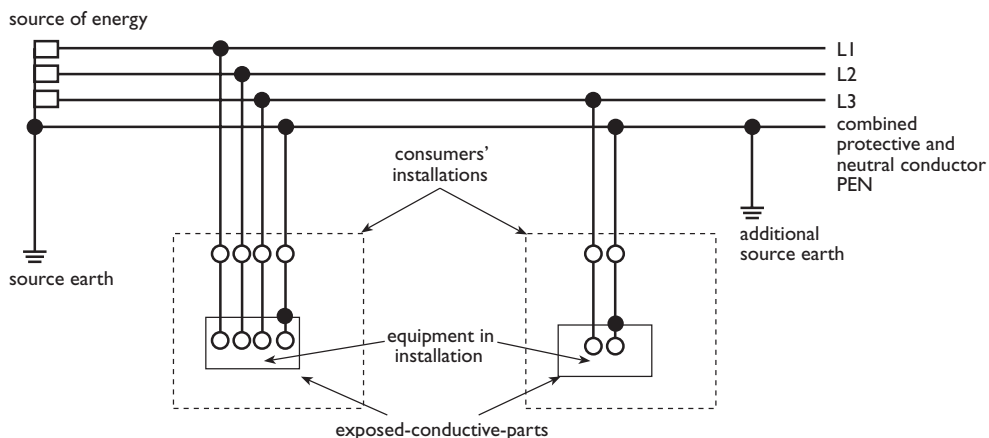 source of energy
L1
L2
L3
combined
protective and
neutral conductor
PEN
consumers’
installations
additional
source earth
source earth
equipment in
installation
exposed-conductive-parts